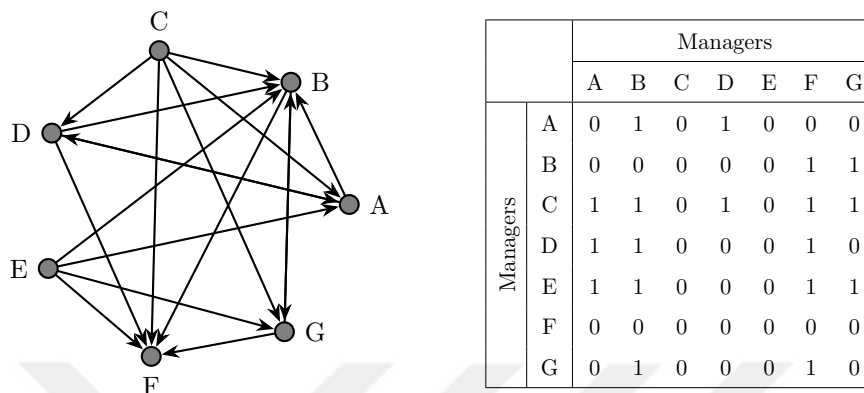 C
B
D
A
E
G
F
Managers
A B C D E F G
Managers
A 0 1 0 1 0 0 0
B 0 0 0 0 0 1 1
C 1 1 0 1 0 1 1
D 1 1 0 0 0 1 0
E 1 1 0 0 0 1 1
F 0 0 0 0 0 0 0
G 0 1 0 0 0 1 0